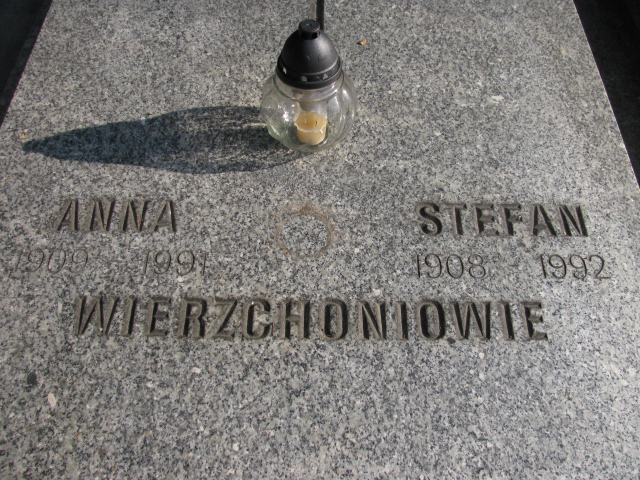 ANNA STEFAN
1909 - 1991 1908 - 1992
WIERZCHONIOWIE